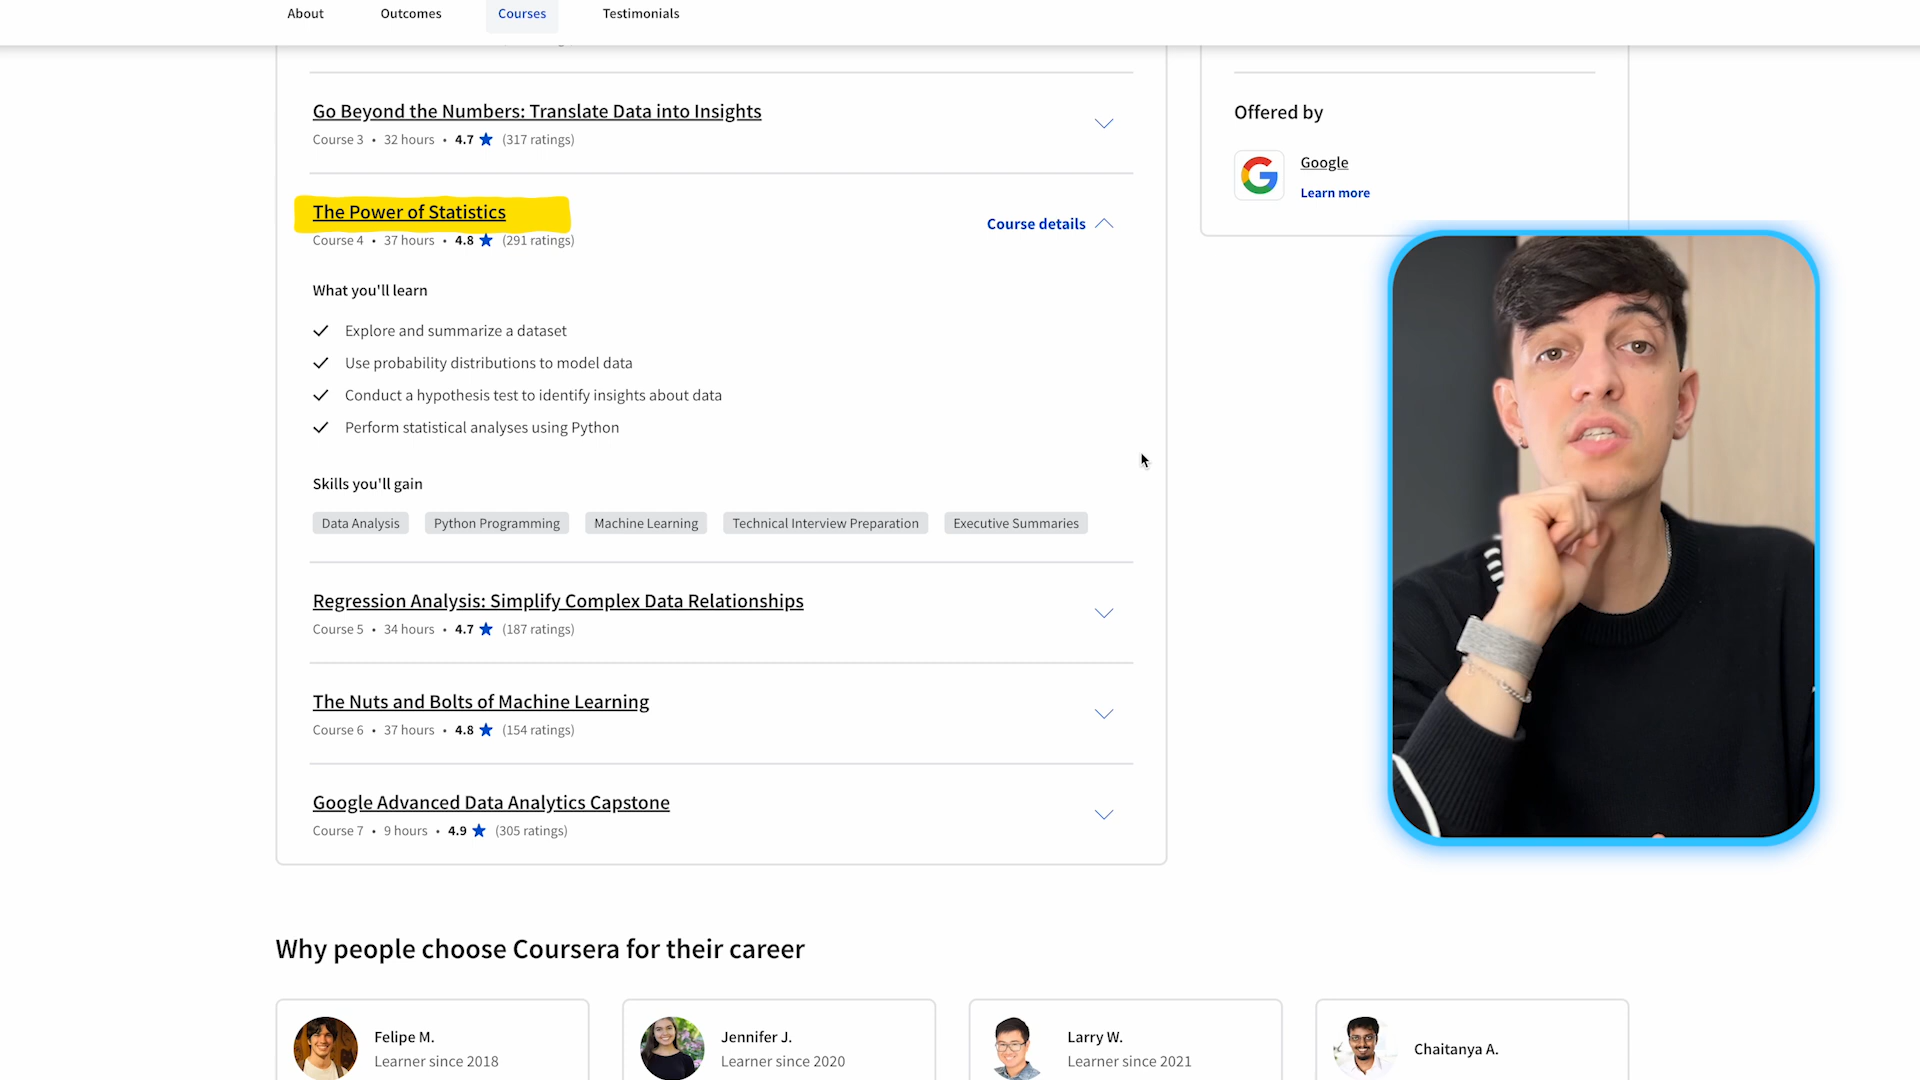 About Outcomes Courses Testimonials
Go Beyond the Numbers: Translate Data into Insights
Course 3 • 32 hours • 4.7 ★ (317 ratings)
The Power of Statistics
Course 4 • 37 hours • 4.8 ★ (291 ratings)
Course details
What you'll learn
Explore and summarize a dataset
Use probability distributions to model data
Conduct a hypothesis test to identify insights about data
Perform statistical analyses using Python
Skills you'll gain
Data Analysis Python Programming Machine Learning Technical Interview Preparation Executive Summaries
Regression Analysis: Simplify Complex Data Relationships
Course 5 • 34 hours • 4.7 ★ (187 ratings)
The Nuts and Bolts of Machine Learning
Course 6 • 37 hours • 4.8 ★ (154 ratings)
Google Advanced Data Analytics Capstone
Course 7 • 9 hours • 4.9 ★ (305 ratings)
Offered by
Google
Learn more
Why people choose Coursera for their career
Felipe M.
Learner since 2018
Jennifer J.
Learner since 2020
Larry W.
Learner since 2021
Chaitanya A.